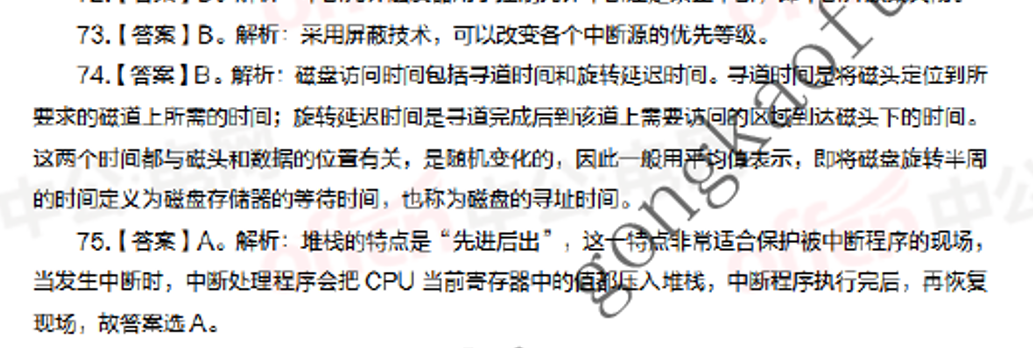 73.【答案】B。解析：采用屏蔽技术，可以改变各个中断源的优先等级。
74.【答案】B。解析：磁盘访问时间包括寻道时间和旋转延迟时间。寻道时间是将磁头定位到所
要求的磁道上所需的时间；旋转延迟时间是寻道完成后到该道上需要访问的区域到达磁头下的时间。
这两个时间都与磁头和数据的位置有关，是随机变化的，因此一般用平均值表示，即将磁盘旋转半周
的时间定义为磁盘存储器的等待时间，也称为磁盘的寻址时间。
75.【答案】A。解析：堆栈的特点是“先进后出”，这一特点非常适合保护被中断程序的现场，
当发生中断时，中断处理程序会把 CPU 当前寄存器中的值都压入堆栈，中断程序执行完后，再恢复
现场，故答案选 A。
gongkaofu
offcn
中公